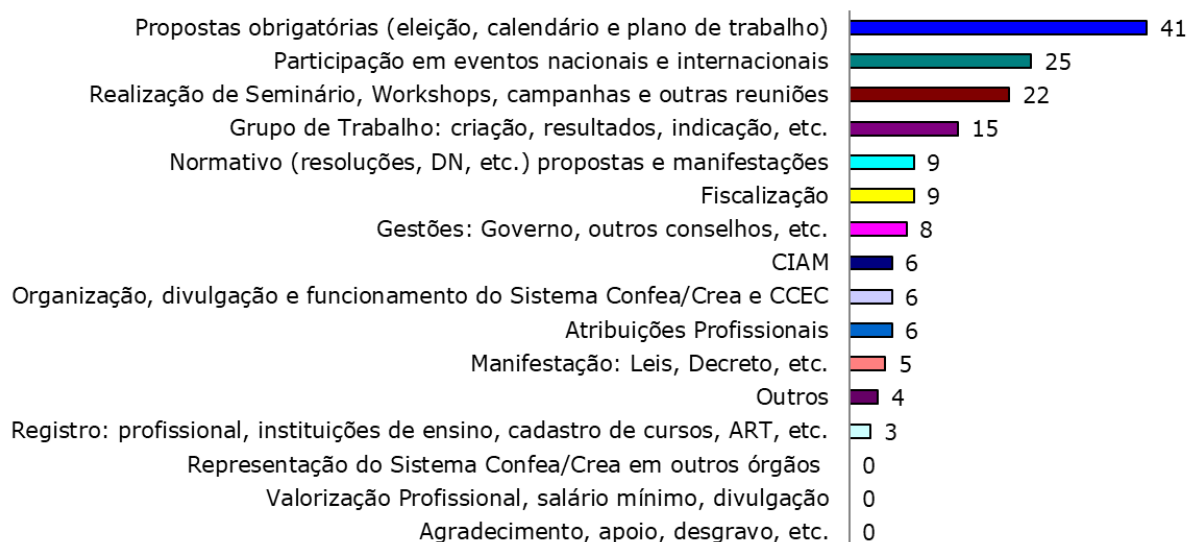 Propostas obrigatórias (eleição, calendário e plano de trabalho) 41
Participação em eventos nacionais e internacionais 25
Realização de Seminário, Workshops, campanhas e outras reuniões 22
Grupo de Trabalho: criação, resultados, indicação, etc. 15
Normativo (resoluções, DN, etc.) propostas e manifestações 9
Fiscalização 9
Gestões: Governo, outros conselhos, etc. 8
CIAM 6
Organização, divulgação e funcionamento do Sistema Confea/Crea e CCEC 6
Atribuições Profissionais 6
Manifestação: Leis, Decreto, etc. 5
Outros 4
Registro: profissional, instituições de ensino, cadastro de cursos, ART, etc. 3
Representação do Sistema Confea/Crea em outros órgãos 0
Valorização Profissional, salário mínimo, divulgação 0
Agradecimento, apoio, desgravo, etc. 0